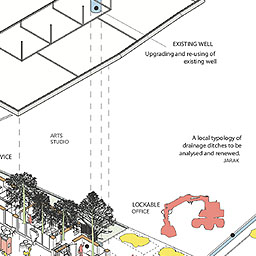 EXISTING WELL
Upgrading and re-using of
existing well
ARTS
STUDIO
A local typology of
drainage ditches to be
analysed and renewed.
JARAK
VICE
LOCKABLE
OFFICE